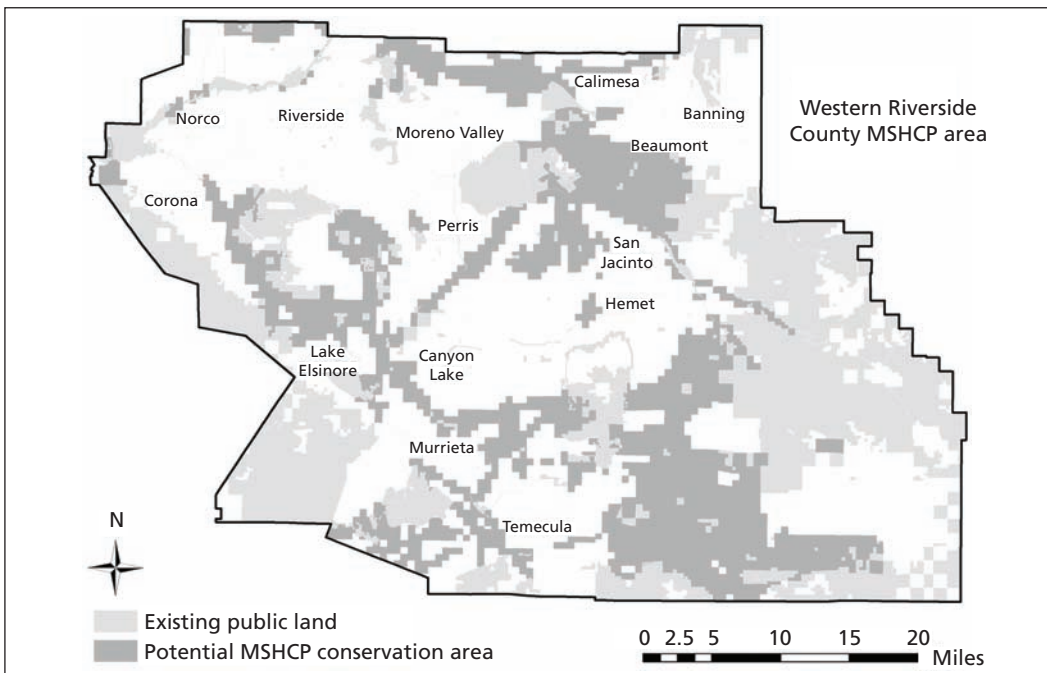 Calimesa
Banning
Norco
Riverside
Moreno Valley
Beaumont
Western Riverside
County MSHCP area
Corona
Perris
San
Jacinto
Hemet
Lake
Elsinore
Canyon
Lake
Murrieta
Temecula
N
Existing public land
Potential MSHCP conservation area
0 2.5 5 10 15 20
Miles